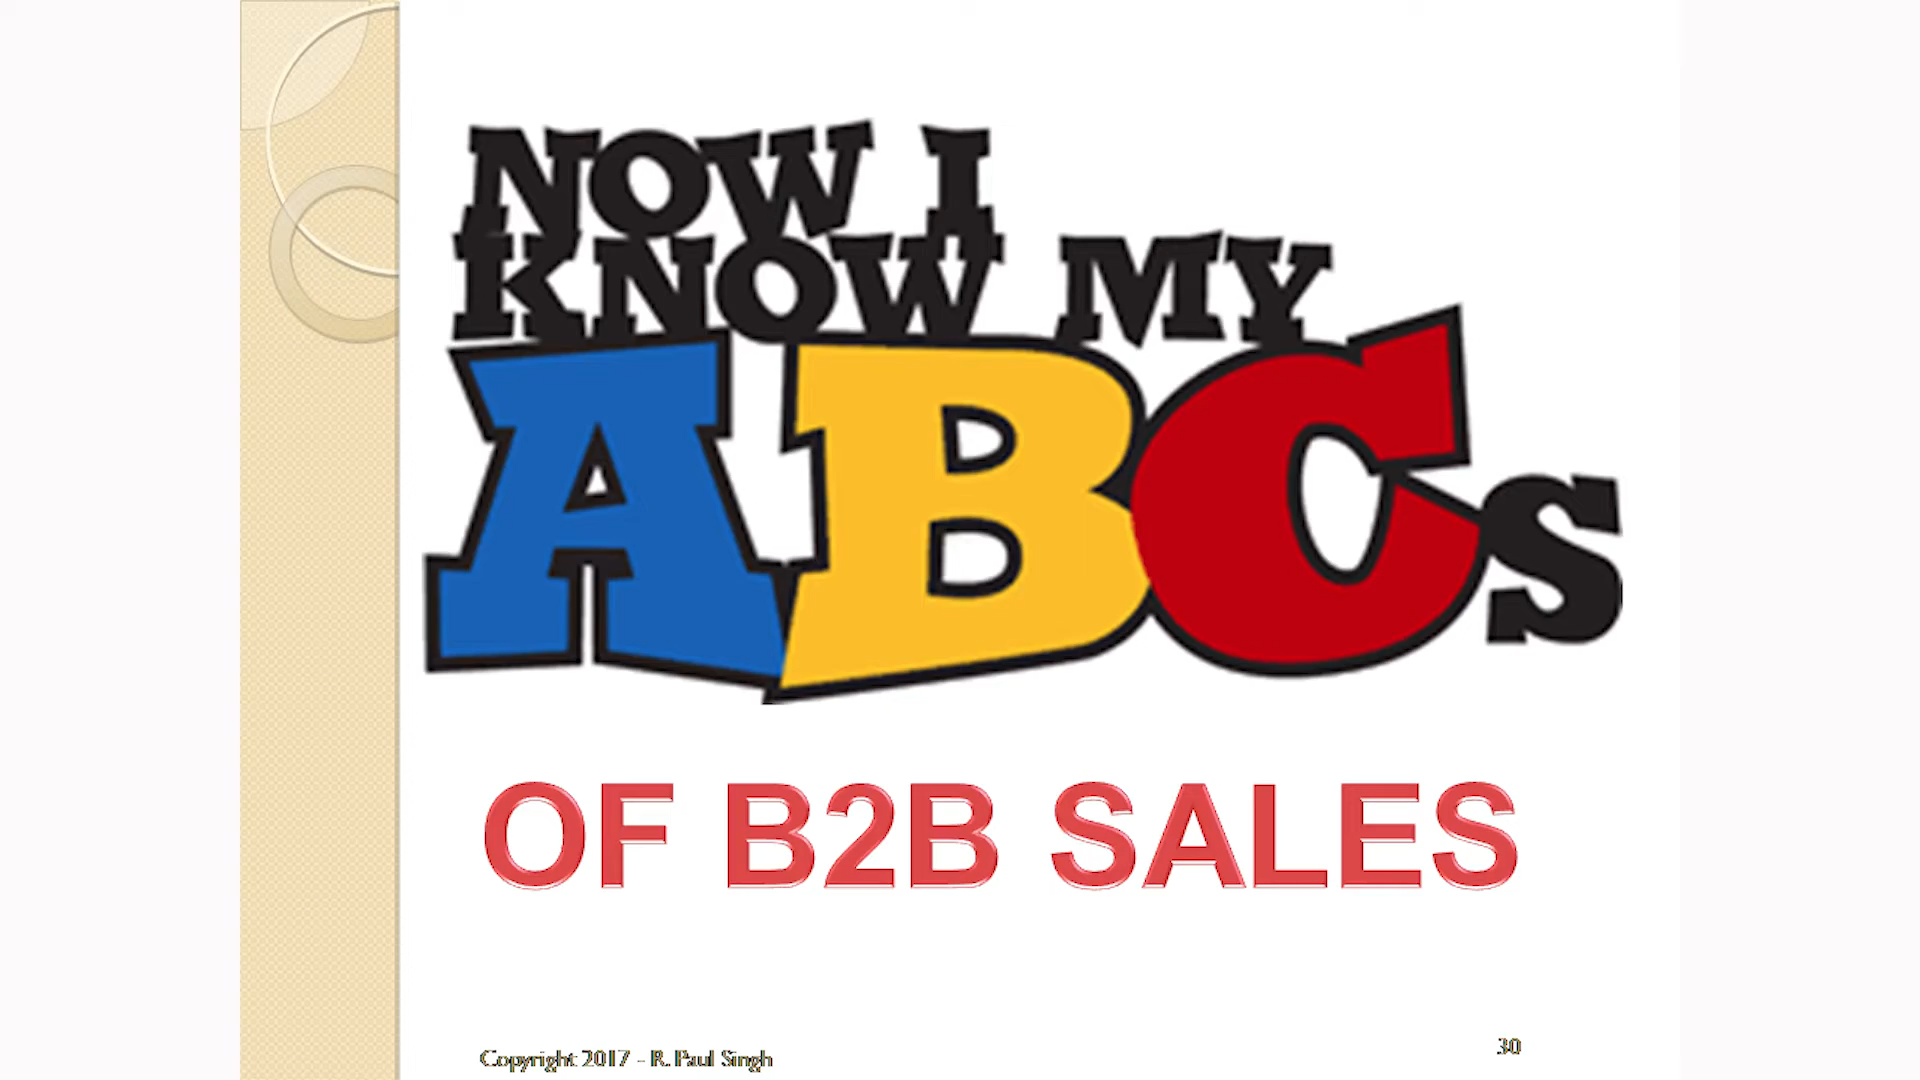 NOW I
KNOW MY
ABCs
OF B2B SALES
Copyright 2017 - R. Paul Singh
30